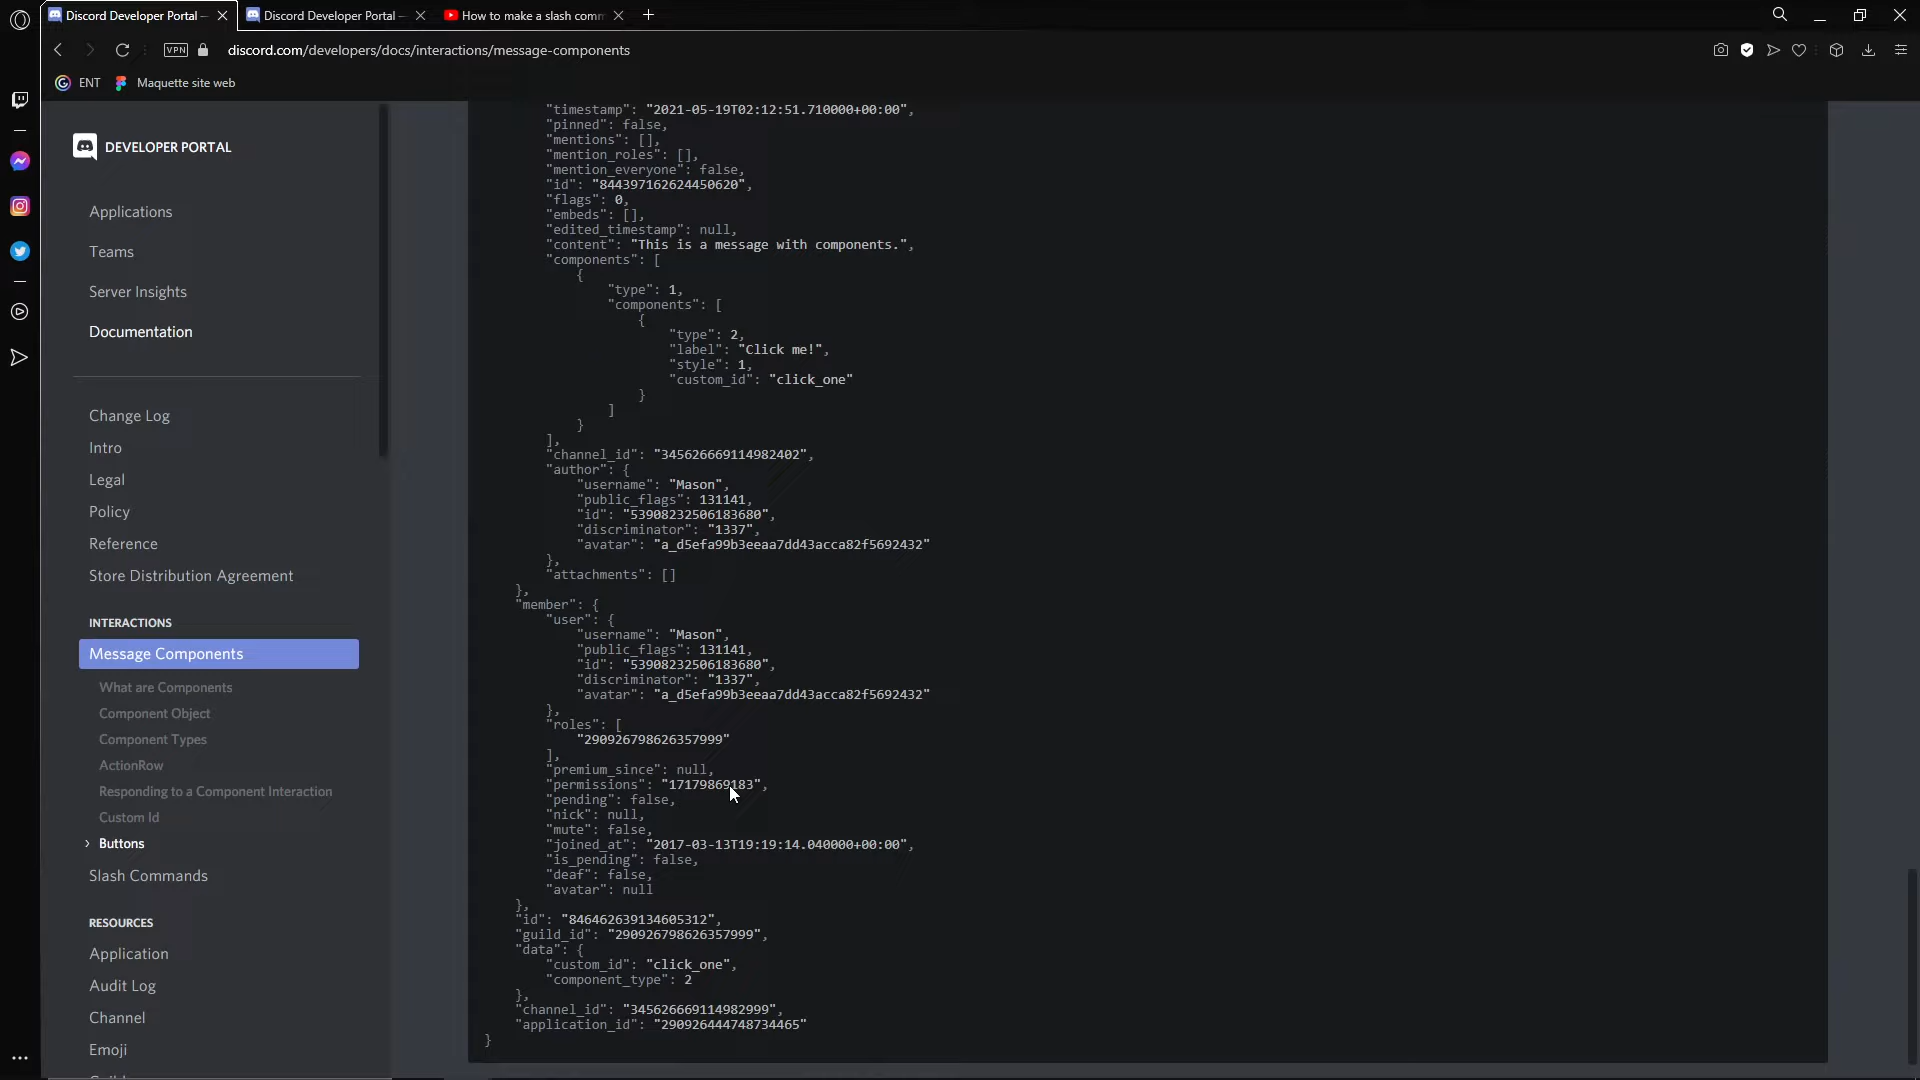 Discord Developer Portal —
Discord Developer Portal —
How to make a slash comm
VPN
discord.com/developers/docs/interactions/message-components
ENT
Maquette site web
DEVELOPER PORTAL
Applications
Teams
Server Insights
Documentation
Change Log
Intro
Legal
Policy
Reference
Store Distribution Agreement
INTERACTIONS
Message Components
What are Components
Component Object
Component Types
ActionRow
Responding to a Component Interaction
Custom Id
Buttons
Slash Commands
RESOURCES
Application
Audit Log
Channel
Emoji
"timestamp": "2021-05-19T02:12:51.710000+00:00",
"pinned": false,
"mentions": [],
"mention_roles": [],
"mention_everyone": false,
"id": "844397162624450620",
"flags": 0,
"embeds": [],
"edited_timestamp": null,
"content": "This is a message with components.",
"components": [
{
"type": 1,
"components": [
{
"type": 2,
"label": "Click me!",
"style": 1,
"custom_id": "click_one"
}
]
}
],
"channel_id": "345626669114982402",
"author": {
"username": "Mason",
"public_flags": 131141,
"id": "53908232506183680",
"discriminator": "1337",
"avatar": "a_d5efa99b3eeaa7dd43acca82f5692432"
},
"attachments": []
},
"member": {
"user": {
"username": "Mason",
"public_flags": 131141,
"id": "53908232506183680",
"discriminator": "1337",
"avatar": "a_d5efa99b3eeaa7dd43acca82f5692432"
},
"roles": [
"290926798626357999"
],
"premium_since": null,
"permissions": "17179869183",
"pending": false,
"nick": null,
"mute": false,
"joined_at": "2017-03-13T19:19:14.040000+00:00",
"is_pending": false,
"deaf": false,
"avatar": null
},
"id": "846462639134605312",
"guild_id": "290926798626357999",
"data": {
"custom_id": "click_one",
"component_type": 2
},
"channel_id": "345626669114982999",
"application_id": "290926444748734465"
}